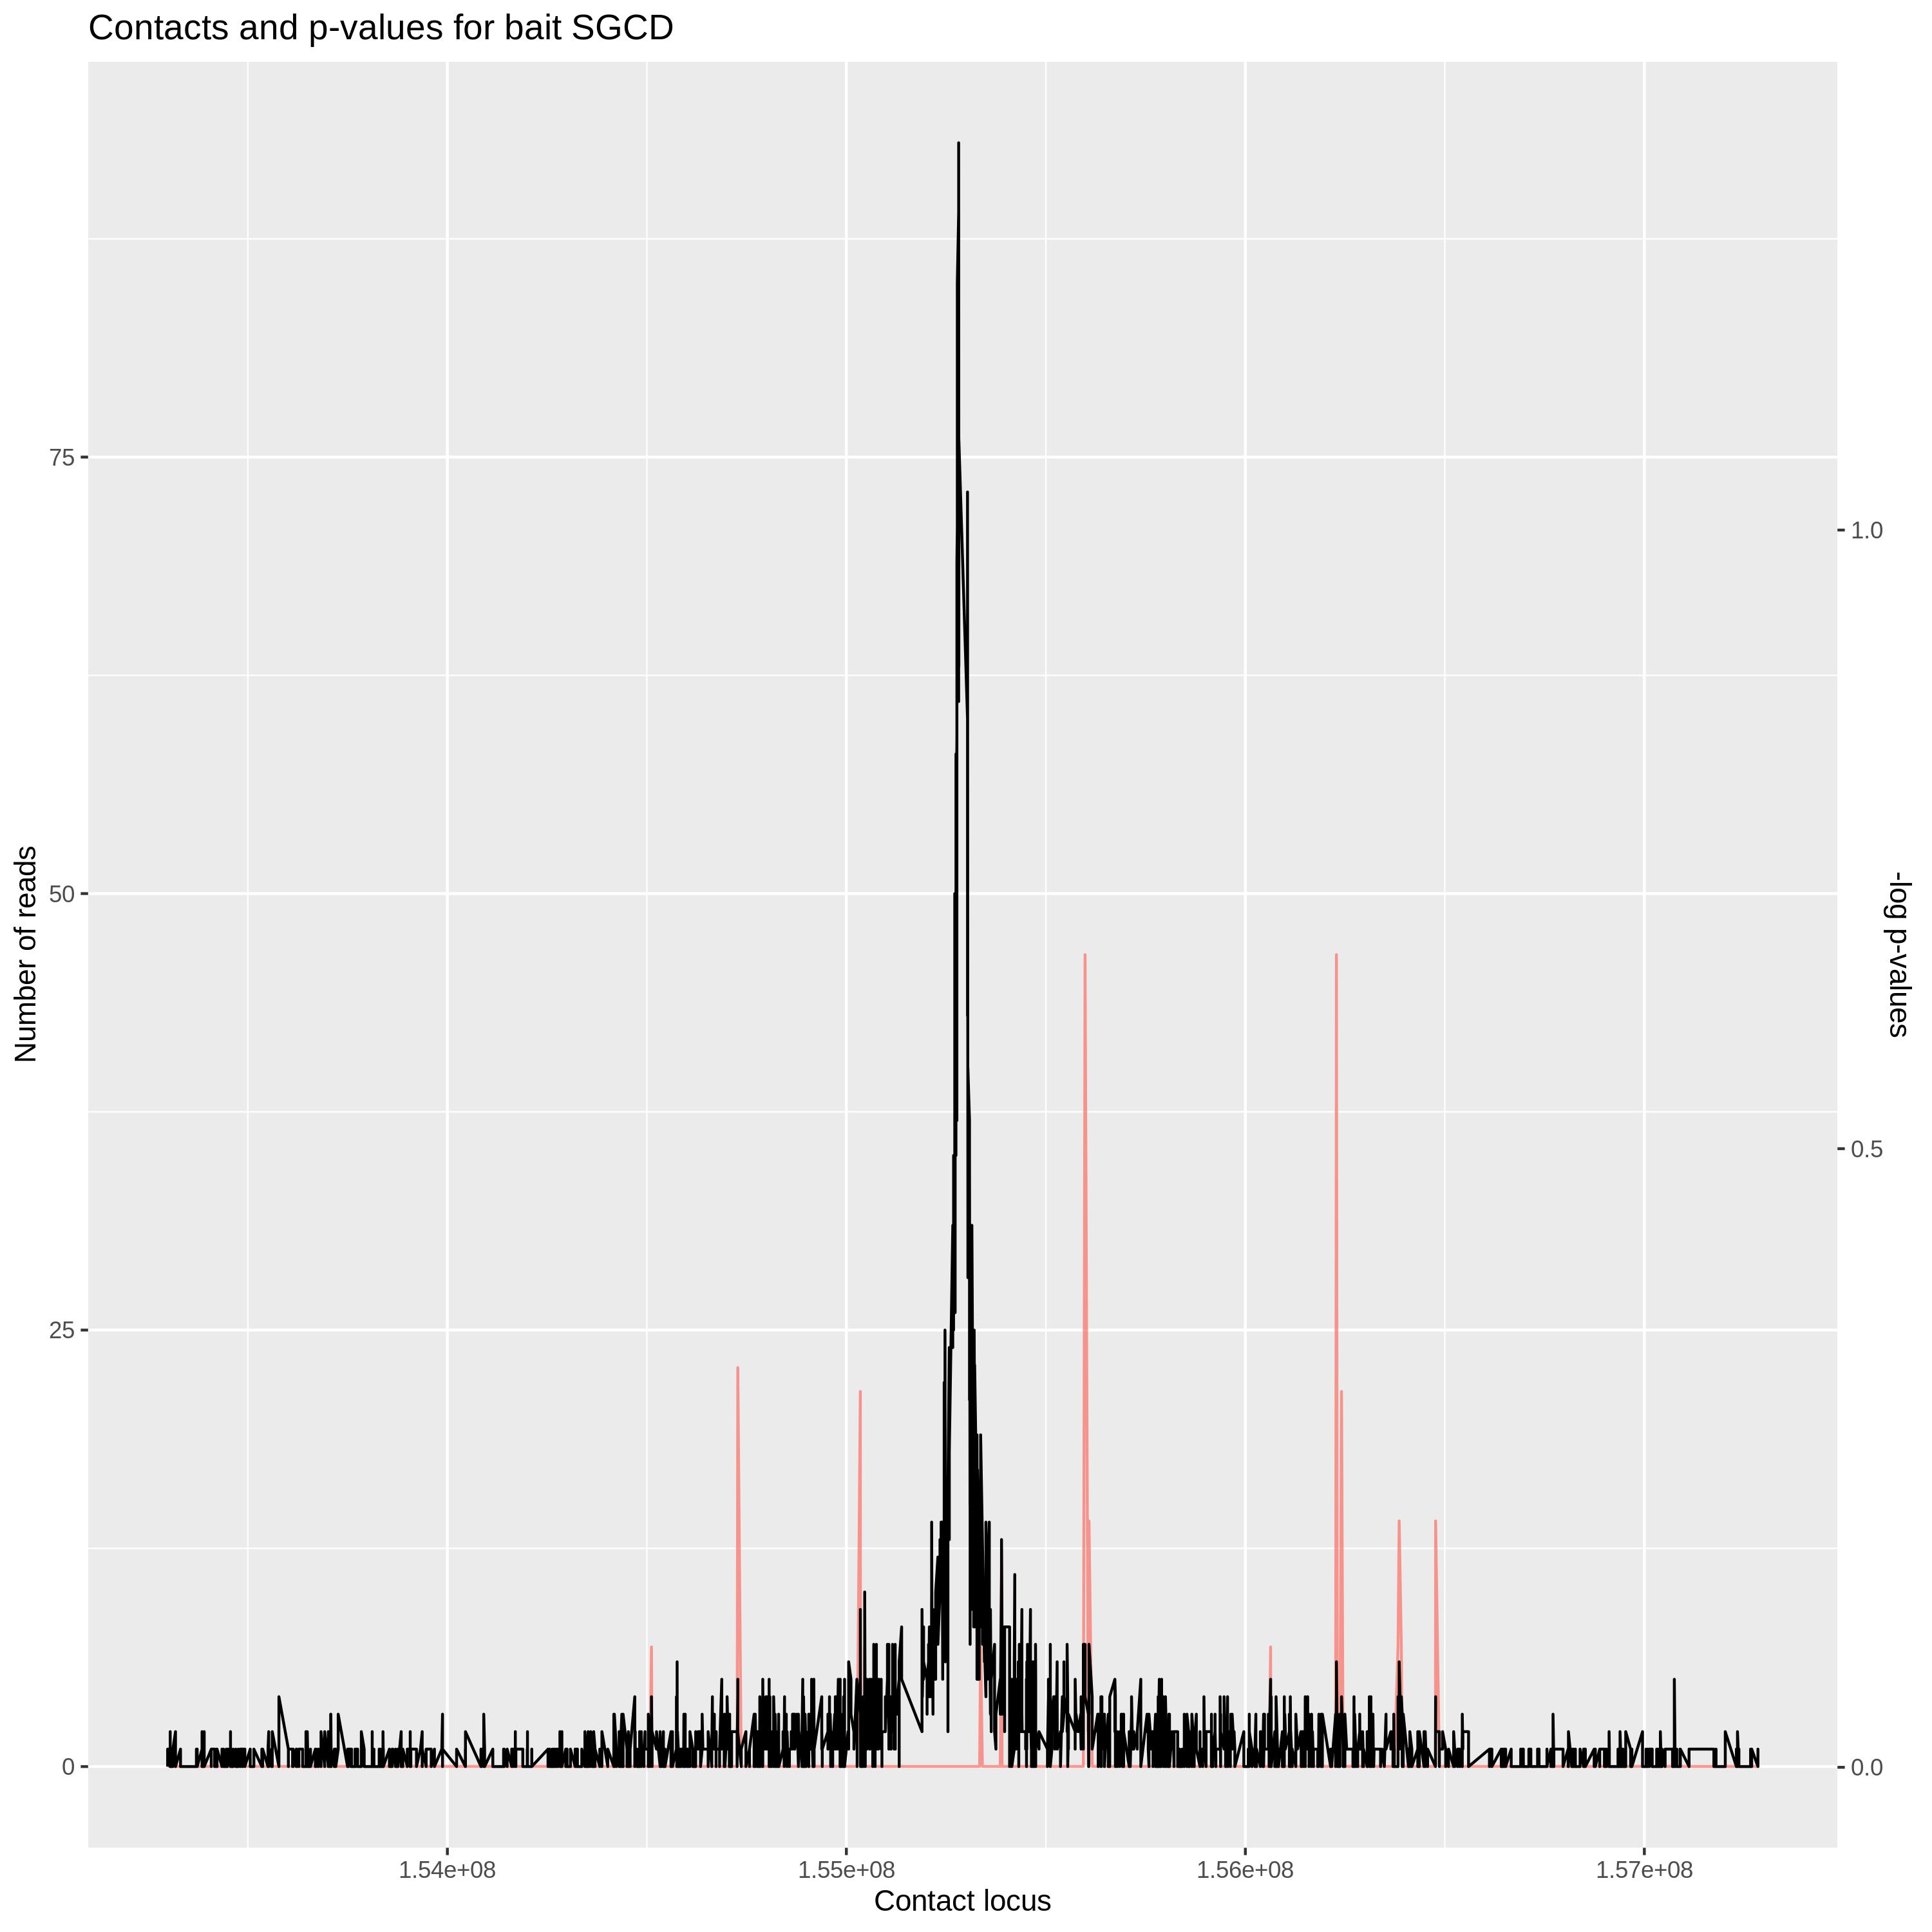 Contacts and p-values for bait SGCD
75
50
25
0
Number of reads
1.0
0.5
0.0
-log p-values
1.54e+08
1.55e+08
1.56e+08
1.57e+08
Contact locus